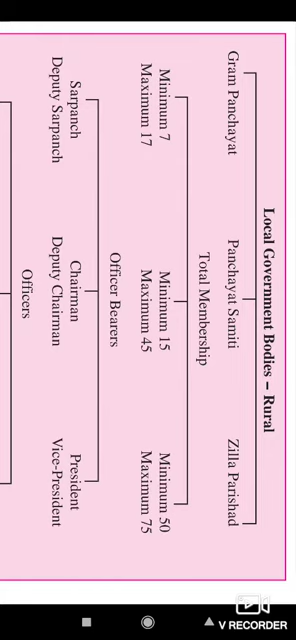 Local Government Bodies – Rural
Gram Panchayat Panchayat Samiti Zilla Parishad
Total Membership
Minimum 7 Minimum 15 Minimum 50
Maximum 17 Maximum 45 Maximum 75
Officer Bearers
Sarpanch Chairman President
Deputy Sarpanch Deputy Chairman Vice-President
Officers
V RECORDER